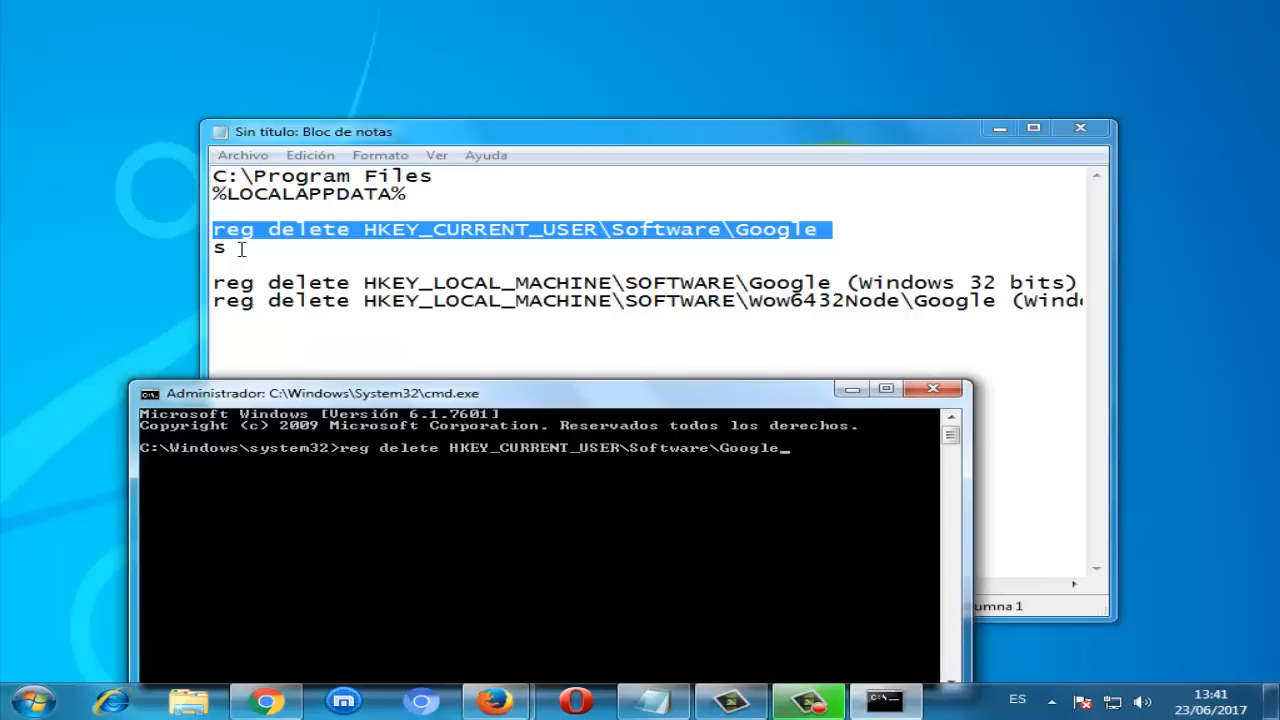 Sin título: Bloc de notas
Archivo Edición Formato Ver Ayuda
C:\Program Files
%LOCALAPPDATA%
reg delete HKEY_CURRENT_USER\Software\Google
s
reg delete HKEY_LOCAL_MACHINE\SOFTWARE\Google (Windows 32 bits)
reg delete HKEY_LOCAL_MACHINE\SOFTWARE\Wow6432Node\Google (Wind
Administrador: C:\Windows\System32\cmd.exe
Microsoft Windows [Versión 6.1.7601]
Copyright (c) 2009 Microsoft Corporation. Reservados todos los derechos.
C:\Windows\system32>reg delete HKEY_CURRENT_USER\Software\Google_
umna 1
ES
13:41
23/06/2017